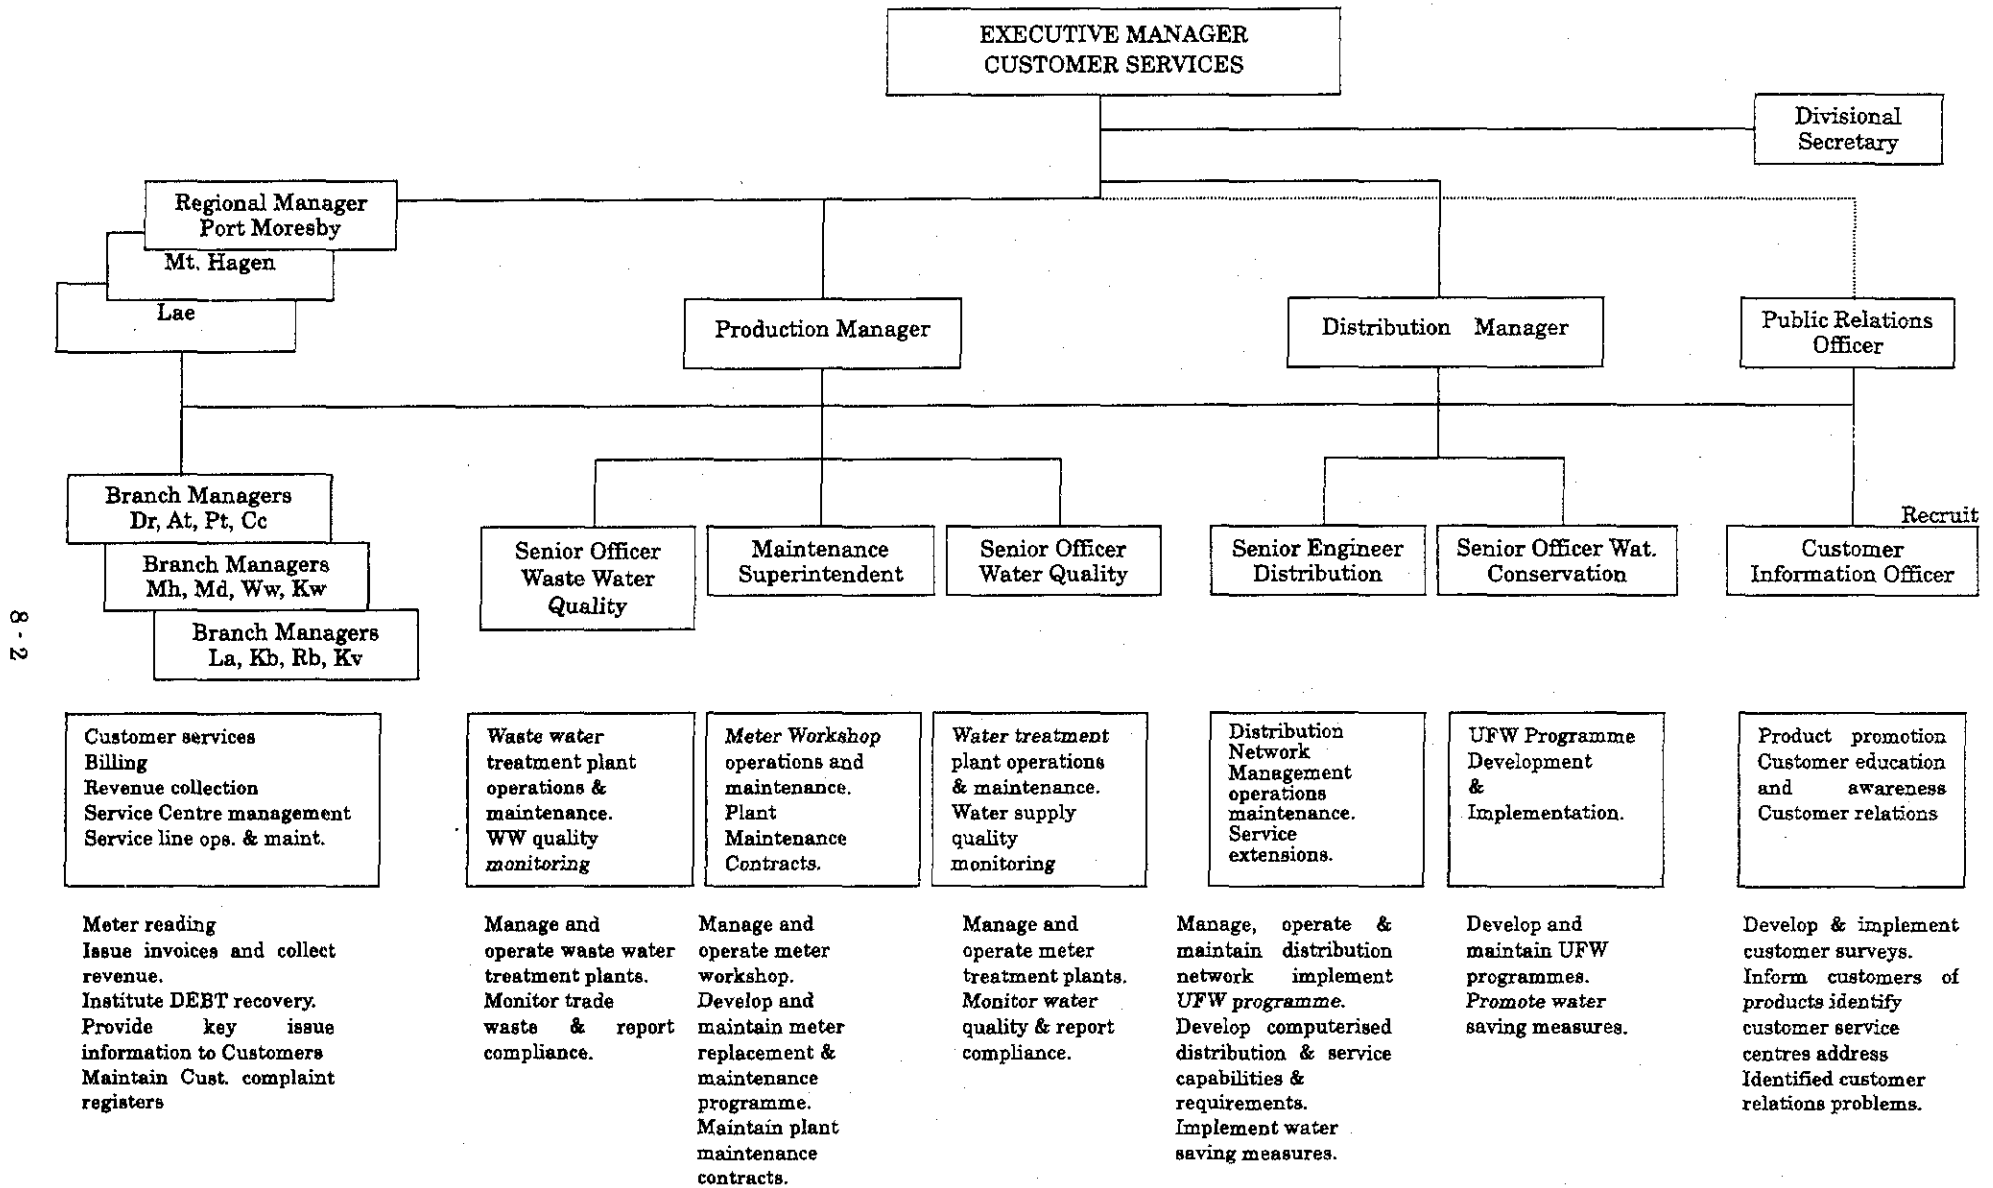 EXECUTIVE MANAGER
CUSTOMER SERVICES
Divisional
Secretary
Regional Manager
Port Moresby
Mt. Hagen
Lae
Production Manager
Distribution Manager
Public Relations
Officer
Branch Managers
Dr, At, Pt, Cc
Branch Managers
Mh, Md, Ww, Kw
Branch Managers
La, Kb, Rb, Kv
Senior Officer
Waste Water
Quality
Maintenance
Superintendent
Senior Officer
Water Quality
Senior Engineer
Distribution
Senior Officer Wat.
Conservation
Recruit
Customer
Information Officer
8 - 2
Customer services
Billing
Revenue collection
Service Centre management
Service line ops. & maint.
Waste water
treatment plant
operations &
maintenance.
WW quality
monitoring
Meter Workshop
operations and
maintenance.
Plant
Maintenance
Contracts.
Water treatment
plant operations
& maintenance.
Water supply
quality
monitoring
Distribution
Network
Management
operations
maintenance.
Service
extensions.
UFW Programme
Development
&
Implementation.
Product promotion
Customer education
and awareness
Customer relations
Meter reading
Issue invoices and collect
revenue.
Institute DEBT recovery.
Provide key issue
information to Customers
Maintain Cust. complaint
registers
Manage and
operate waste water
treatment plants.
Monitor trade
waste & report
compliance.
Manage and
operate meter
workshop.
Develop and
maintain meter
replacement &
maintenance
programme.
Maintain plant
maintenance
contracts.
Manage and
operate meter
treatment plants.
Monitor water
quality & report
compliance.
Manage, operate &
maintain distribution
network implement
UFW programme.
Develop computerised
distribution & service
capabilities &
requirements.
Implement water
saving measures.
Develop and
maintain UFW
programmes.
Promote water
saving measures.
Develop & implement
customer surveys.
Inform customers of
products identify
customer service
centres address
Identified customer
relations problems.